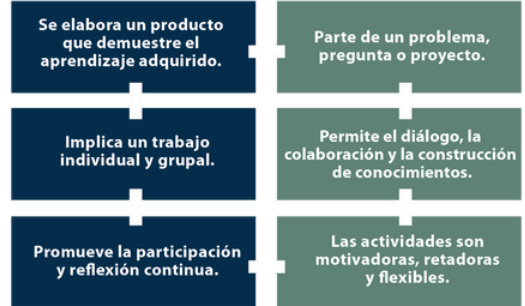 Se elabora un producto
que demuestre el
aprendizaje adquirido.
Parte de un problema,
pregunta o proyecto.
Implica un trabajo
individual y grupal.
Permite el diálogo, la
colaboración y la construcción
de conocimientos.
Promueve la participación
y reflexión continua.
Las actividades son
motivadoras, retadoras
y flexibles.